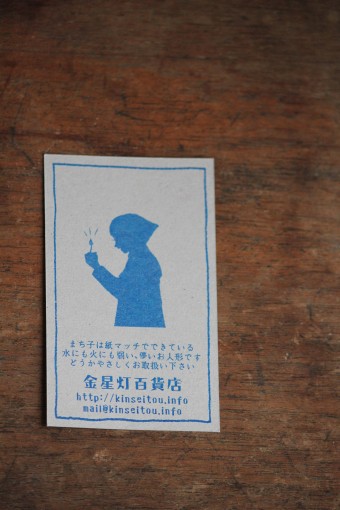 まち子は紙マッチでできている
水にも火にも弱い、儚いお人形です
どうかやさしくお取扱い下さい
金星灯百貨店
http://kinseitou.info
mail@kinseitou.info